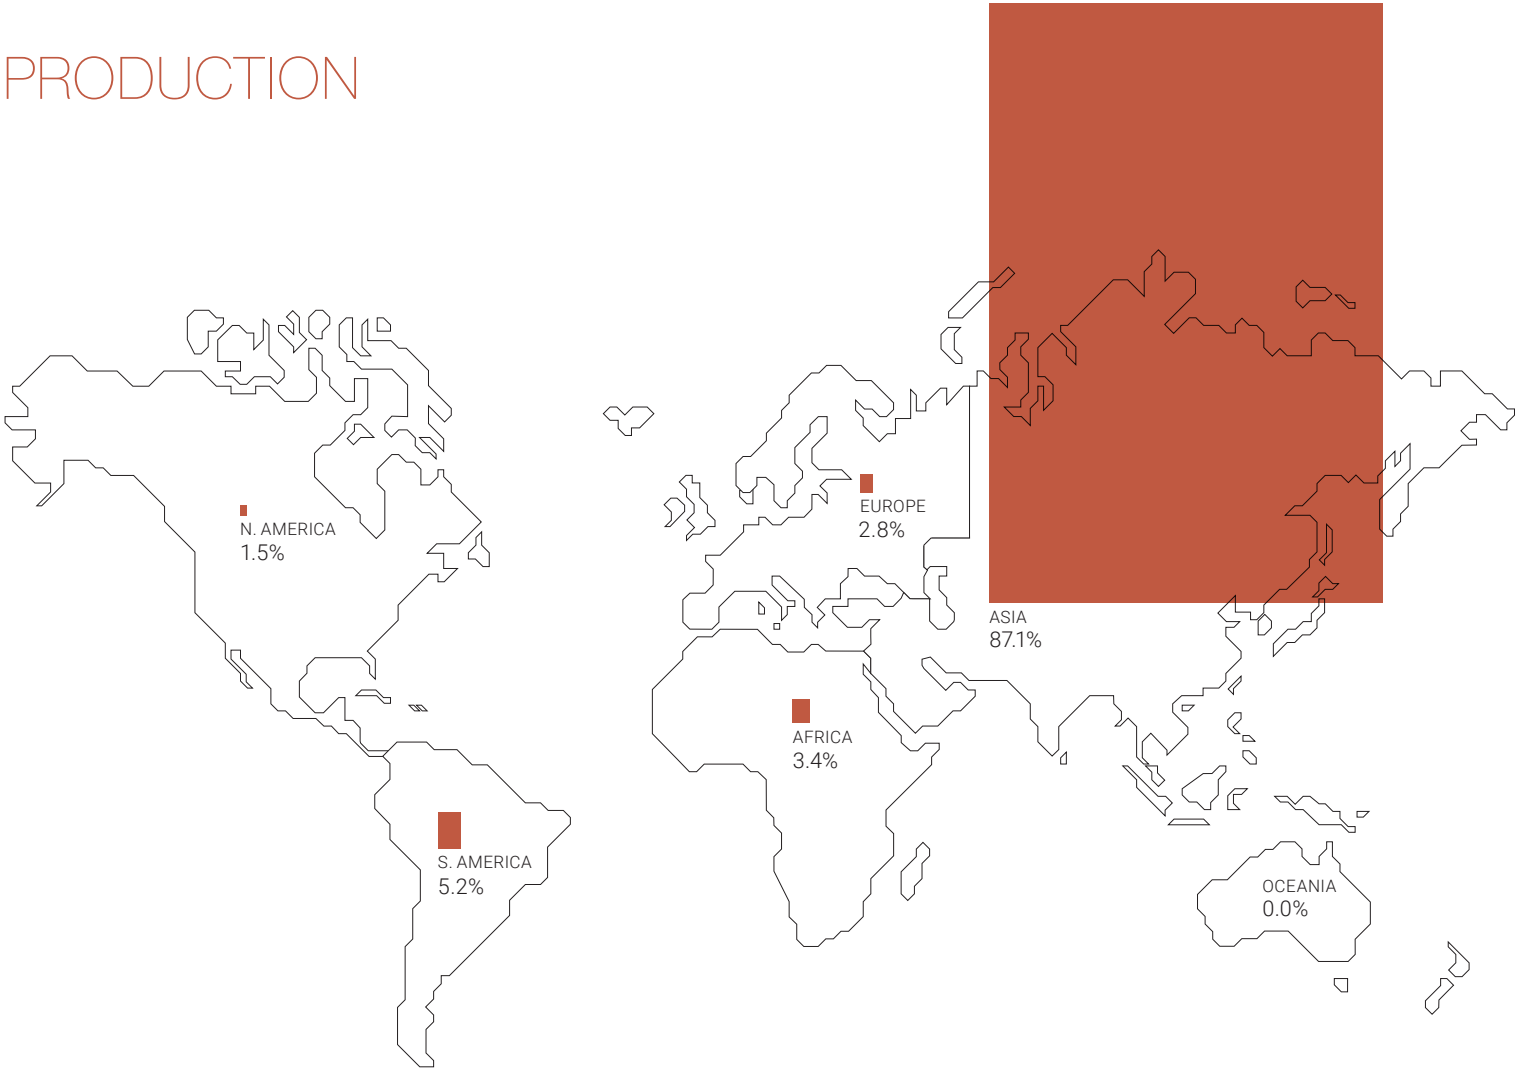 PRODUCTION
N. AMERICA
1.5%
EUROPE
2.8%
ASIA
87.1%
AFRICA
3.4%
S. AMERICA
5.2%
OCEANIA
0.0%